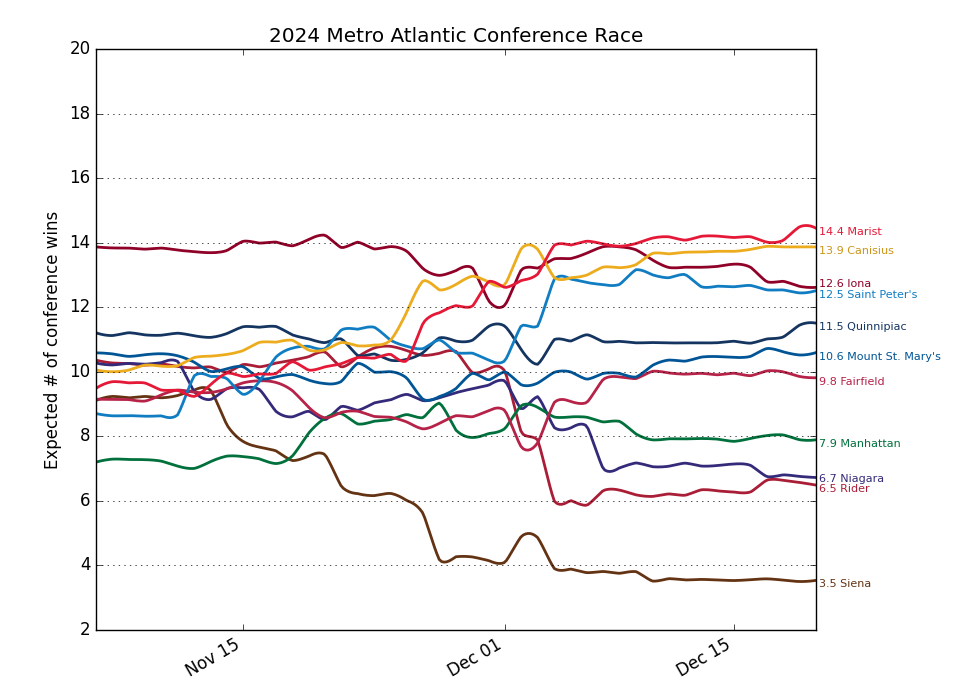 2024 Metro Atlantic Conference Race
Expected # of conference wins
20
18
16
14
12
10
8
6
4
2
14.4 Marist
13.9 Canisius
12.6 Iona
12.5 Saint Peter's
11.5 Quinnipiac
10.6 Mount St. Mary's
9.8 Fairfield
7.9 Manhattan
6.7 Niagara
6.5 Rider
3.5 Siena
Nov 15
Dec 01
Dec 15